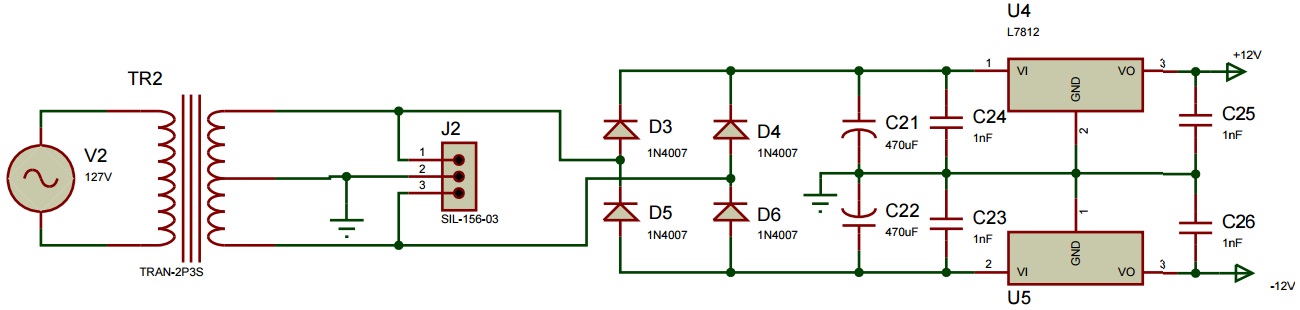 U4
L7812
+12V
1
VI
VO
3
GND
2
TR2
J2
D3
1N4007
D4
1N4007
C21
470uF
C24
1nF
C25
1nF
V2
127V
1
2
3
SIL-156-03
D5
1N4007
D6
1N4007
C22
470uF
C23
1nF
C26
1nF
1
GND
2
VI
VO
3
TRAN-2P3S
U5
-12V